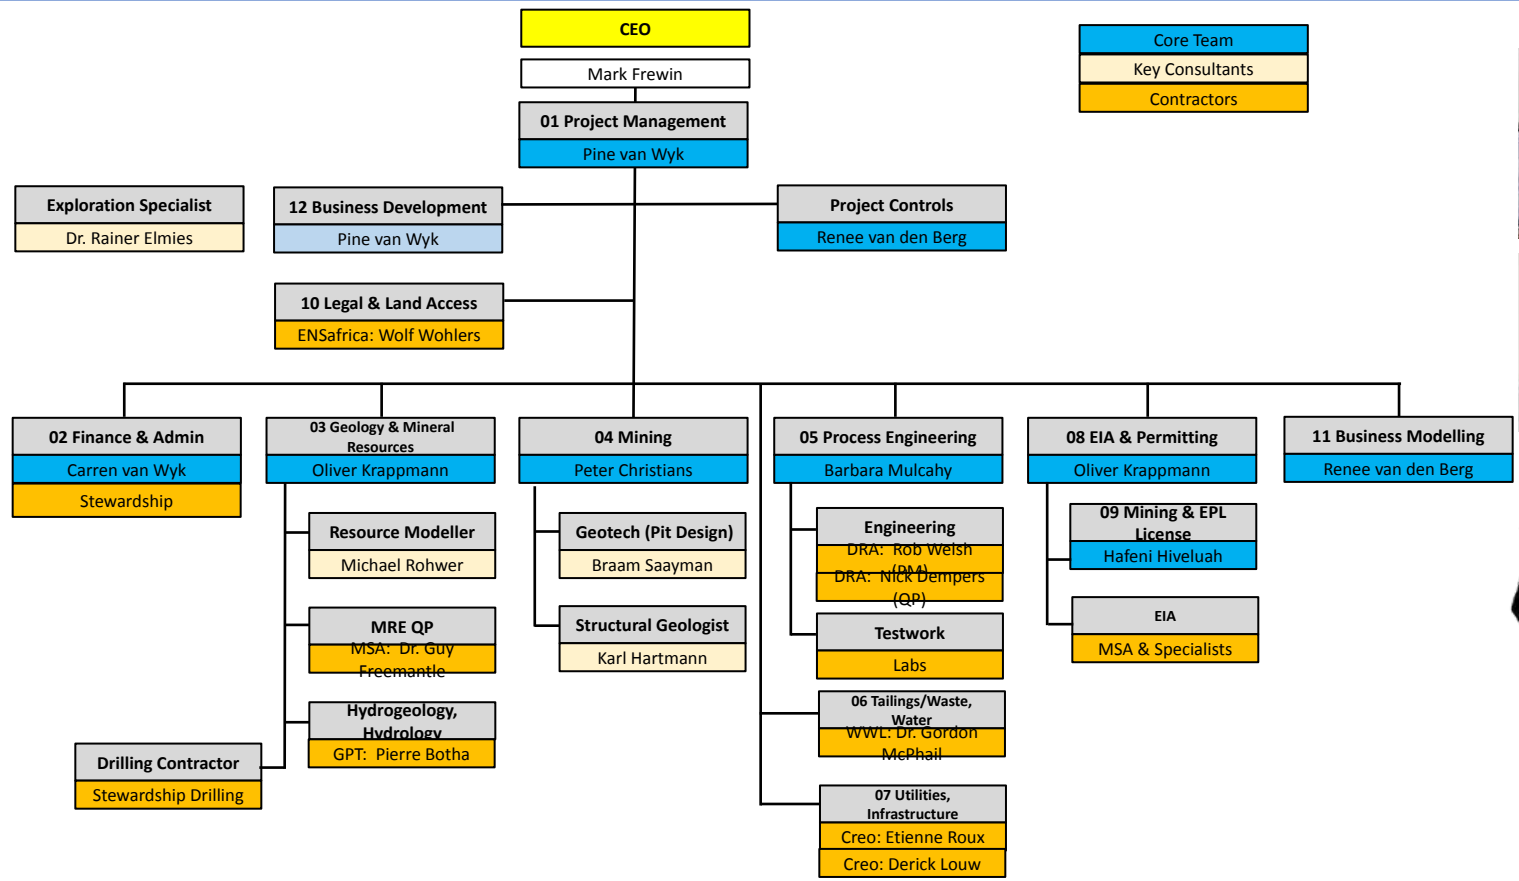 CEO
Mark Frewin
Core Team
Key Consultants
Contractors
01 Project Management
Pine van Wyk
Exploration Specialist
Dr. Rainer Elmies
12 Business Development
Pine van Wyk
Project Controls
Renee van den Berg
10 Legal & Land Access
ENSafrica: Wolf Wohlers
02 Finance & Admin
Carren van Wyk
Stewardship
03 Geology & Mineral
Resources
Oliver Krappmann
04 Mining
Peter Christians
05 Process Engineering
Barbara Mulcahy
08 EIA & Permitting
Oliver Krappmann
11 Business Modelling
Renee van den Berg
Resource Modeller
Michael Rohwer
MRE QP
MSA: Dr. Guy
Freemantle
Hydrogeology,
Hydrology
GPT: Pierre Botha
Drilling Contractor
Stewardship Drilling
Geotech (Pit Design)
Braam Saayman
Structural Geologist
Karl Hartmann
Engineering
DRA: Rob Welsh
(PM)
DRA: Nick Dempers
(QP)
Testwork
Labs
06 Tailings/Waste,
Water
WWL: Dr. Gordon
McPhail
07 Utilities,
Infrastructure
Creo: Etienne Roux
Creo: Derick Louw
09 Mining & EPL
License
Hafeni Hiveluah
EIA
MSA & Specialists